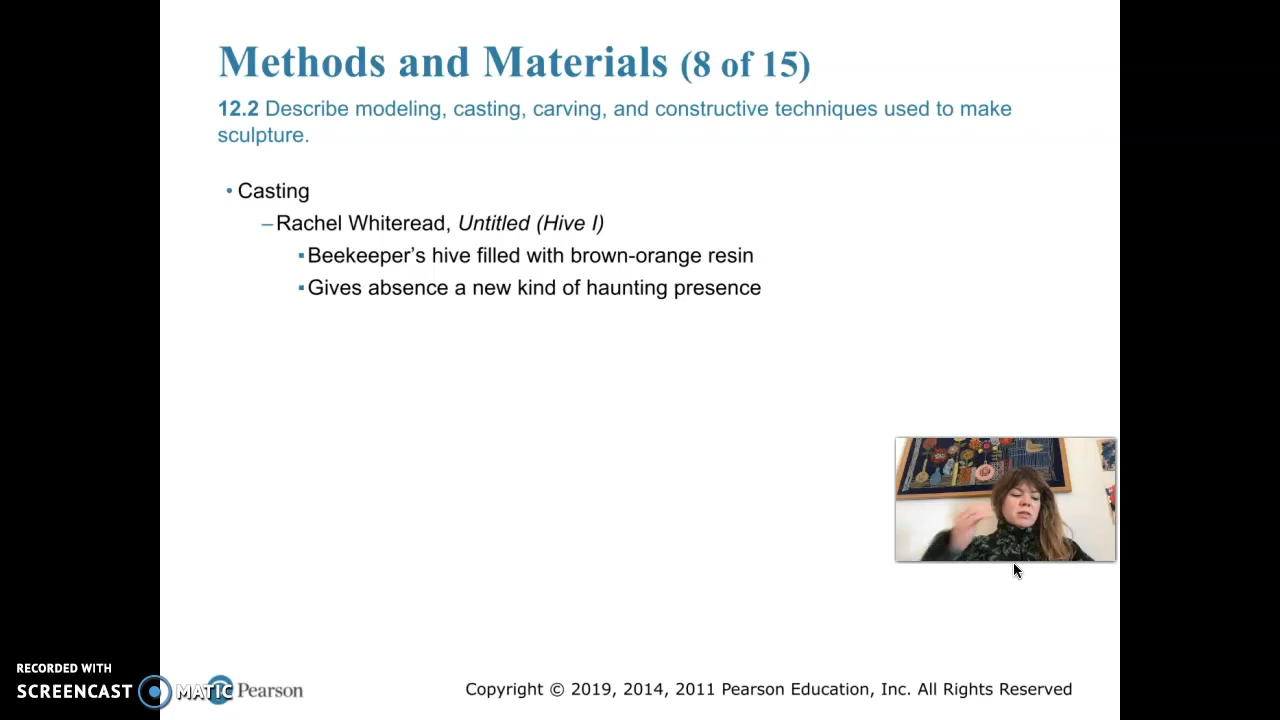 Methods and Materials (8 of 15)
12.2 Describe modeling, casting, carving, and constructive techniques used to make
sculpture.
• Casting
–Rachel Whiteread, Untitled (Hive I)
▪Beekeeper’s hive filled with brown-orange resin
▪Gives absence a new kind of haunting presence
RECORDED WITH
SCREENCAST MATIC
Pearson
Copyright © 2019, 2014, 2011 Pearson Education, Inc. All Rights Reserved